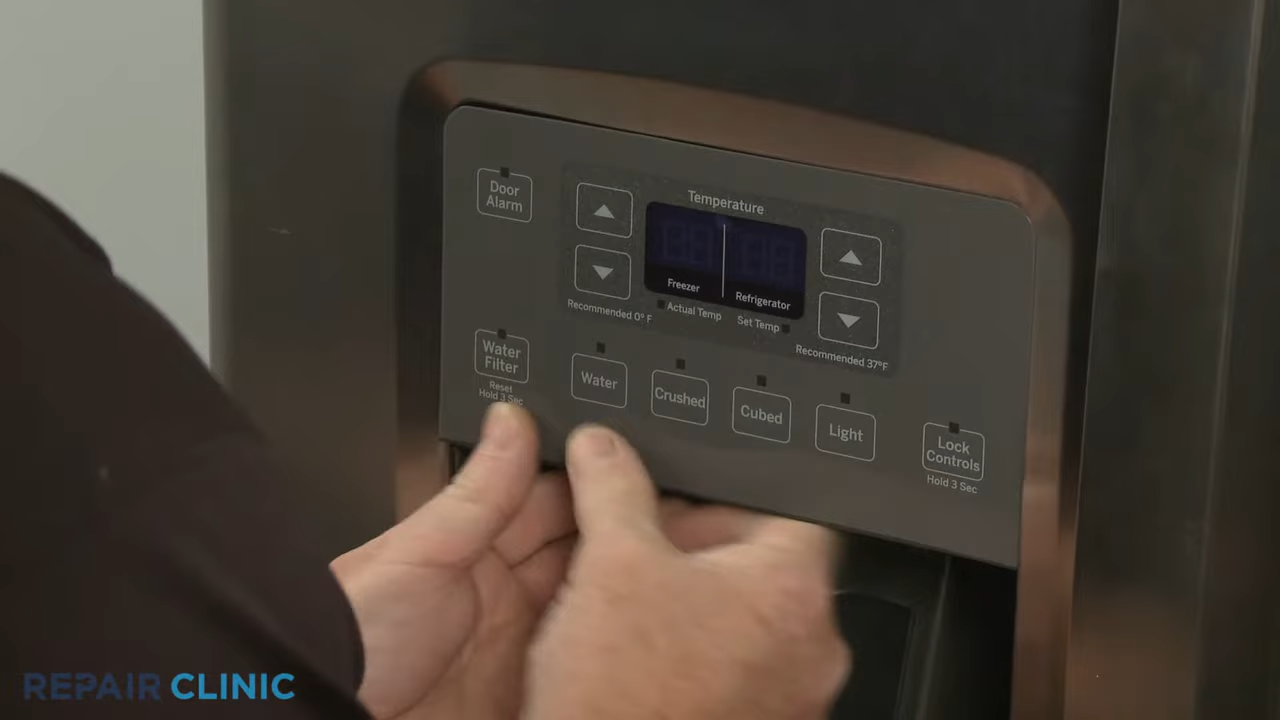 Door
Alarm
Temperature
Freezer
Refrigerator
Recommended 0° F
Actual Temp
Set Temp
Recommended 37°F
Water
Filter
Reset
Hold 3 Sec
Water
Crushed
Cubed
Light
Lock
Controls
Hold 3 Sec
REPAIR CLINIC